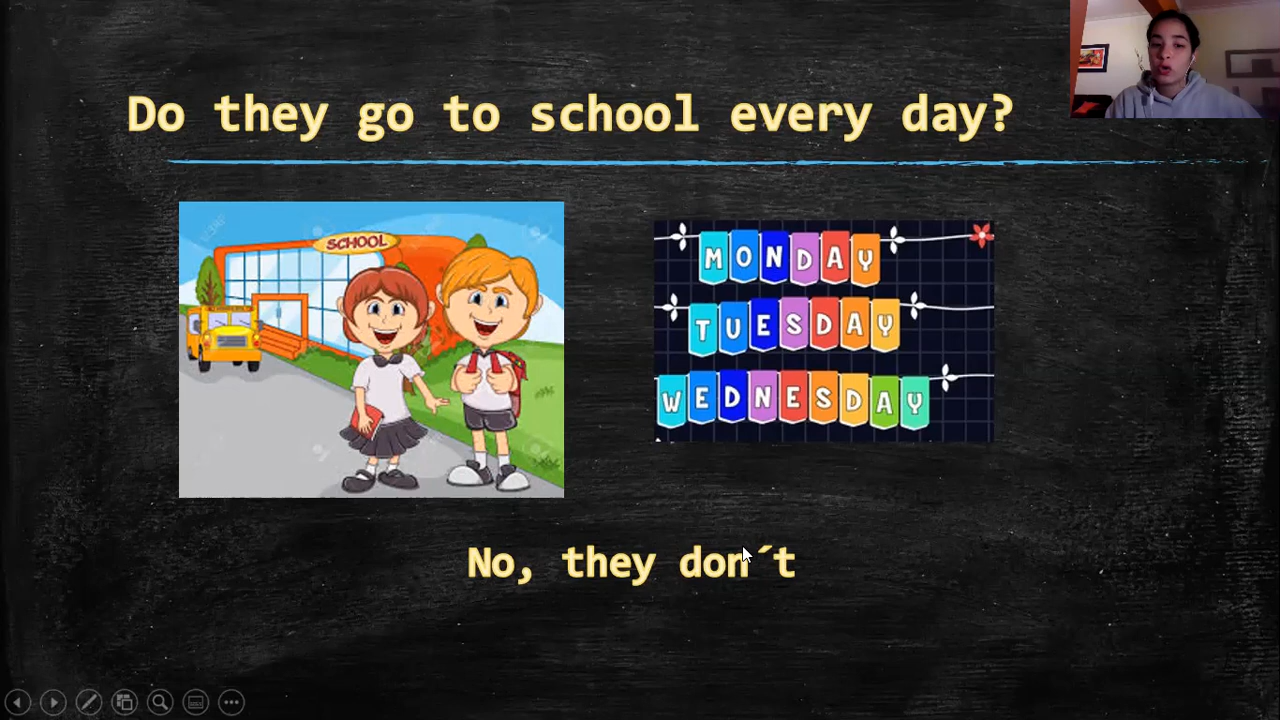 Do they go to school every day?
SCHOOL
MONDAY
TUESDAY
WEDNESDAY
No, they don´t